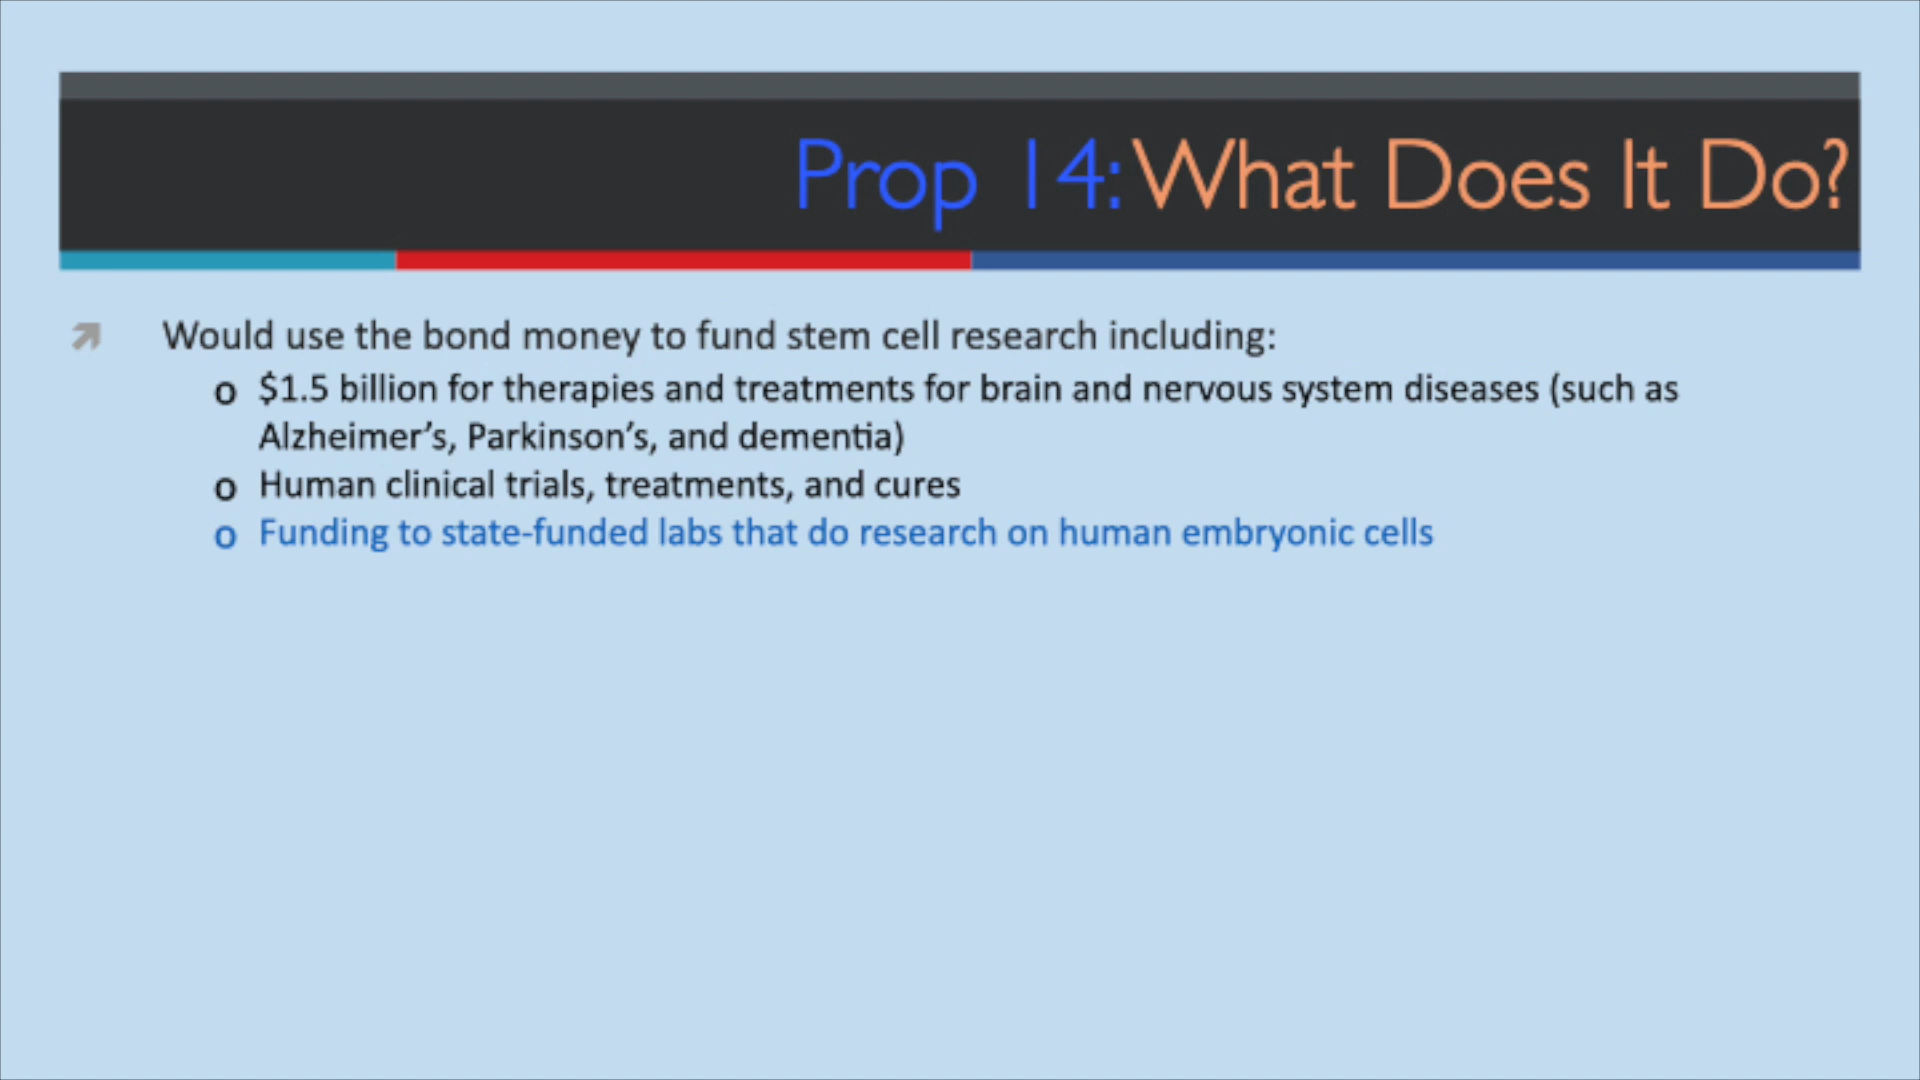 Prop 14: What Does It Do?
Would use the bond money to fund stem cell research including:
o $1.5 billion for therapies and treatments for brain and nervous system diseases (such as
Alzheimer’s, Parkinson’s, and dementia)
o Human clinical trials, treatments, and cures
o Funding to state-funded labs that do research on human embryonic cells